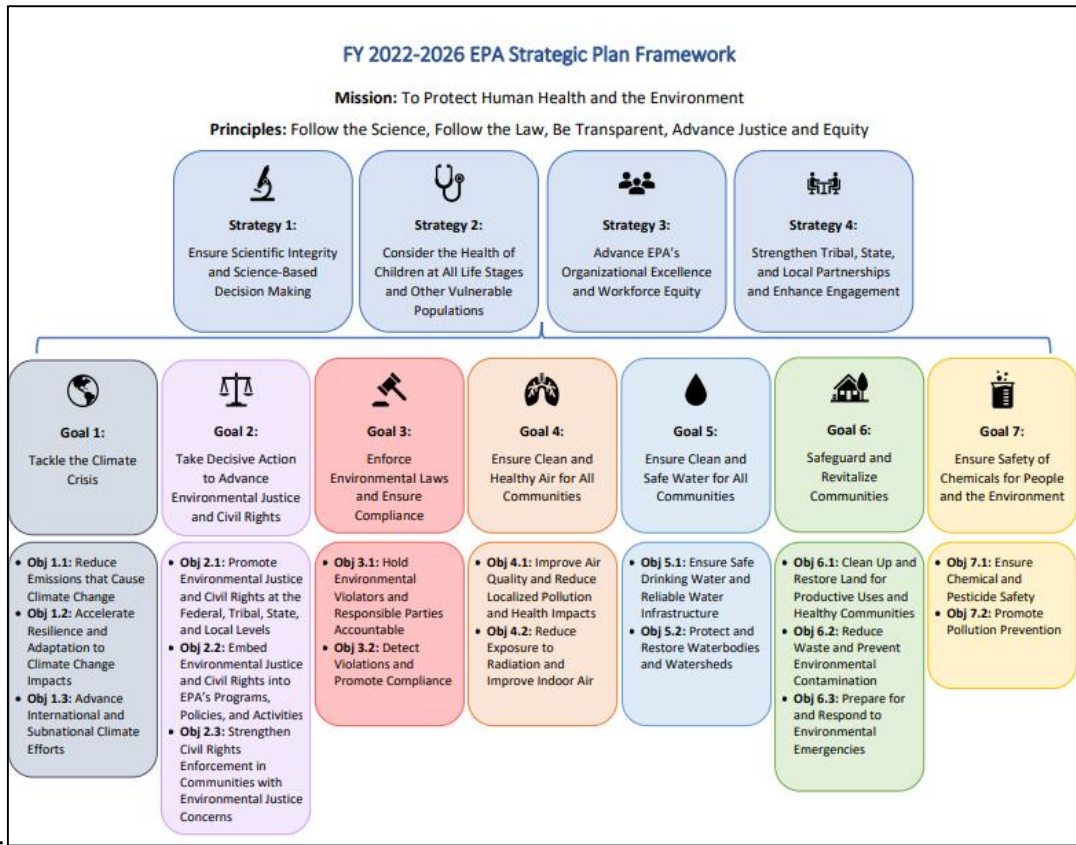 FY 2022-2026 EPA Strategic Plan Framework
Mission: To Protect Human Health and the Environment
Principles: Follow the Science, Follow the Law, Be Transparent, Advance Justice and Equity
Strategy 1:
Ensure Scientific Integrity
and Science-Based
Decision Making
Strategy 2:
Consider the Health of
Children at All Life Stages
and Other Vulnerable
Populations
Strategy 3:
Advance EPA's
Organizational Excellence
and Workforce Equity
Strategy 4:
Strengthen Tribal, State,
and Local Partnerships
and Enhance Engagement
Goal 1:
Tackle the Climate
Crisis
Goal 2:
Take Decisive Action
to Advance
Environmental Justice
and Civil Rights
Goal 3:
Enforce
Environmental Laws
and Ensure
Compliance
Goal 4:
Ensure Clean and
Healthy Air for All
Communities
Goal 5:
Ensure Clean and
Safe Water for All
Communities
Goal 6:
Safeguard and
Revitalize
Communities
Goal 7:
Ensure Safety of
Chemicals for People
and the Environment
• Obj 1.1: Reduce
Emissions that Cause
Climate Change
• Obj 1.2: Accelerate
Resilience and
Adaptation to
Climate Change
Impacts
• Obj 1.3: Advance
International and
Subnational Climate
Efforts
• Obj 2.1: Promote
Environmental Justice
and Civil Rights at the
Federal, Tribal, State,
and Local Levels
• Obj 2.2: Embed
Environmental Justice
and Civil Rights into
EPA's Programs,
Policies, and Activities
• Obj 2.3: Strengthen
Civil Rights
Enforcement in
Communities with
Environmental Justice
Concerns
• Obj 3.1: Hold
Environmental
Violators and
Responsible Parties
Accountable
• Obj 3.2: Detect
Violations and
Promote Compliance
• Obj 4.1: Improve Air
Quality and Reduce
Localized Pollution
and Health Impacts
• Obj 4.2: Reduce
Exposure to
Radiation and
Improve Indoor Air
• Obj 5.1: Ensure Safe
Drinking Water and
Reliable Water
Infrastructure
• Obj 5.2: Protect and
Restore Waterbodies
and Watersheds
• Obj 6.1: Clean Up and
Restore Land for
Productive Uses and
Healthy Communities
• Obj 6.2: Reduce
Waste and Prevent
Environmental
Contamination
• Obj 6.3: Prepare for
and Respond to
Environmental
Emergencies
• Obj 7.1: Ensure
Chemical and
Pesticide Safety
• Obj 7.2: Promote
Pollution Prevention